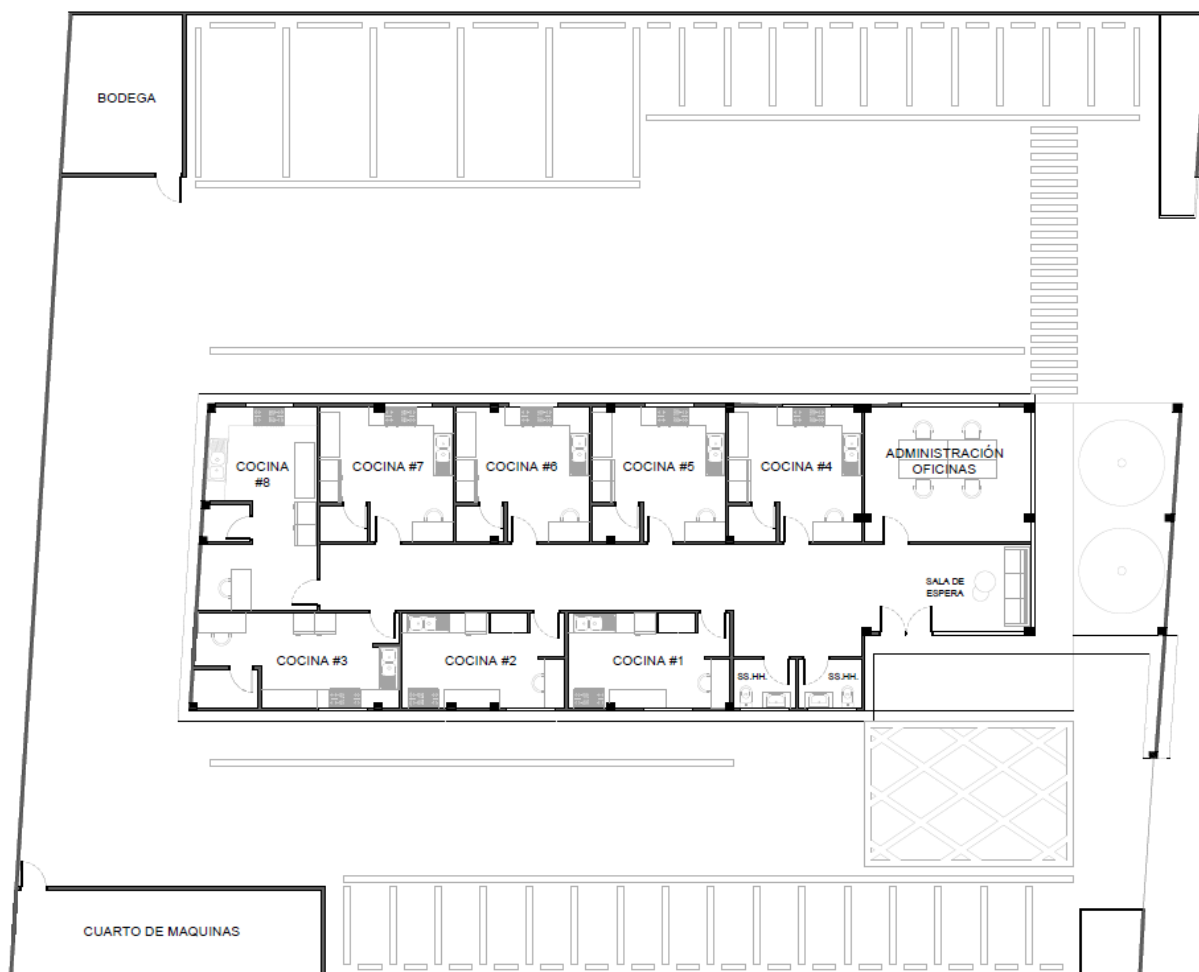 BODEGA
COCINA
#8
COCINA #7
COCINA #6
COCINA #5
COCINA #4
ADMINISTRACIÓN
OFICINAS
SALA DE
ESPERA
COCINA #3
COCINA #2
COCINA #1
SS.HH.
SS.HH.
CUARTO DE MAQUINAS